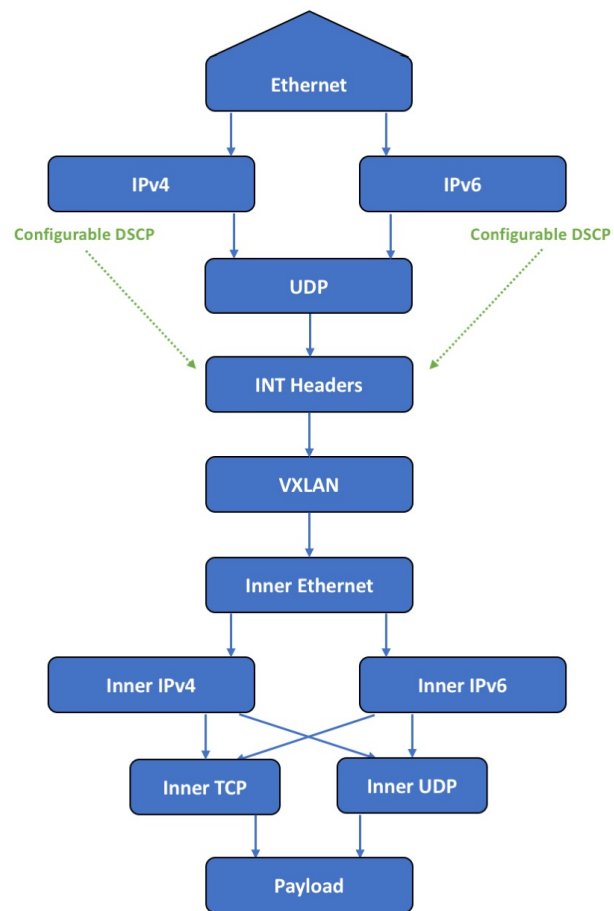 Ethernet
IPv4
IPv6
Configurable DSCP
Configurable DSCP
UDP
INT Headers
VXLAN
Inner Ethernet
Inner IPv4
Inner IPv6
Inner TCP
Inner UDP
Payload